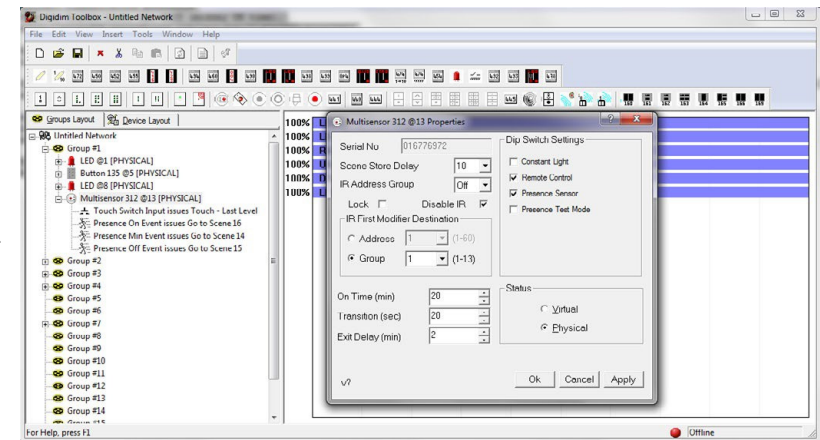 Digidim Toolbox - Untitled Network
File Edit View Insert Tools Window Help
Groups Layout Device Layout
Untitled Network
Group #1
LED @1 [PHYSICAL]
Button 135 @5 [PHYSICAL]
LED @8 [PHYSICAL]
Multisensor 312 @13 [PHYSICAL]
Touch Switch Input issues Touch - Last Level
Presence On Event issues Go to Scene 16
Presence Min Event issues Go to Scene 14
Presence Off Event issues Go to Scene 15
Group #2
Group #3
Group #4
Group #5
Group #6
Group #7
Group #8
Group #9
Group #10
Group #11
Group #12
Group #13
Group #14
Group #15
100%
100%
100%
100%
100%
100%
Multisensor 312 @13 Properties
Serial No 016776972
Scene Store Delay 10
IR Address Group Off
Lock Disable IR
IR First Modifier Destination
Address 1 (1-60)
Group 1 (1-13)
On Time (min) 20
Transition (sec) 20
Exit Delay (min) 2
v?
Dip Switch Settings
Constant Light
Remote Control
Presence Sensor
Presence Test Mode
Status
Virtual
Physical
Ok Cancel Apply
For Help, press F1
Offline